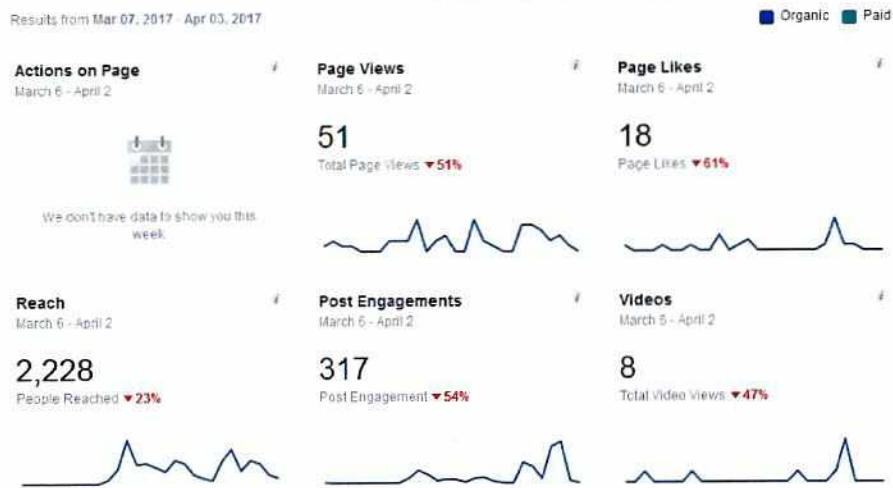 Results from Mar 07, 2017 - Apr 03, 2017
Organic Paid
Actions on Page
March 6 - April 2
We don't have data to show you this
week.
Page Views
March 6 - April 2
51
Total Page Views ▼51%
Page Likes
March 6 - April 2
18
Page Likes ▼61%
Reach
March 6 - April 2
2,228
People Reached ▼23%
Post Engagements
March 6 - April 2
317
Post Engagement ▼54%
Videos
March 6 - April 2
8
Total Video Views ▼47%